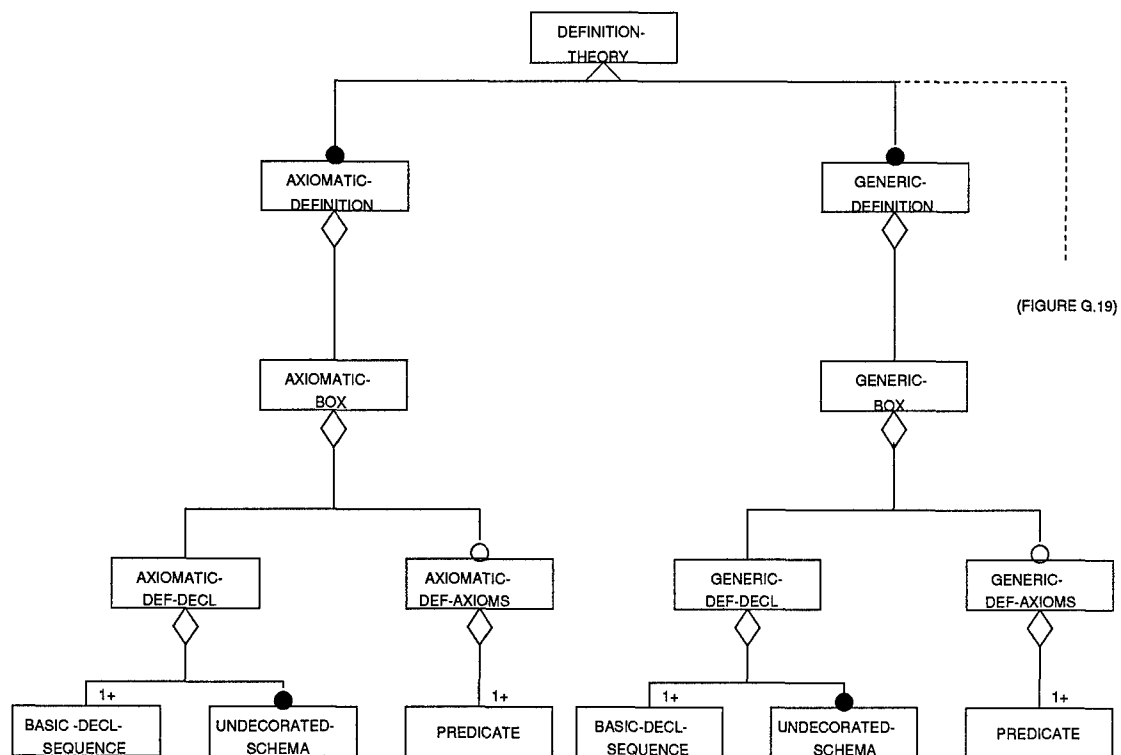 DEFINITION-
THEORY
AXIOMATIC-
DEFINITION
GENERIC-
DEFINITION
(FIGURE G.19)
AXIOMATIC-
BOX
GENERIC-
BOX
AXIOMATIC-
DEF-DECL
AXIOMATIC-
DEF-AXIOMS
GENERIC-
DEF-DECL
GENERIC-
DEF-AXIOMS
1+
BASIC -DECL-
SEQUENCE
UNDECORATED-
SCHEMA
1+
PREDICATE
1+
BASIC-DECL-
SEQUENCE
UNDECORATED-
SCHEMA
1+
PREDICATE